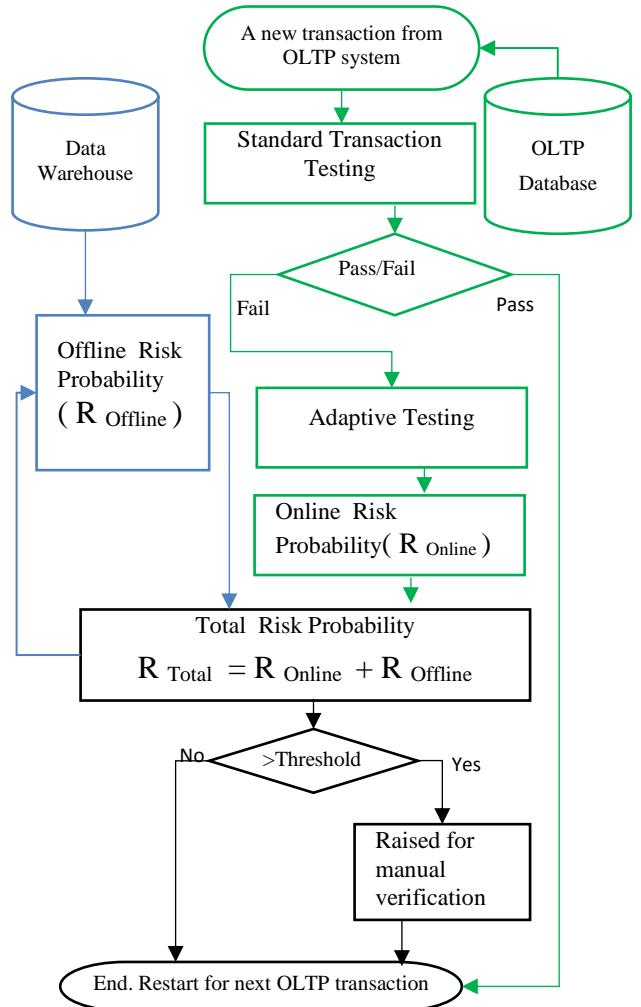 A new transaction from
OLTP system
Data
Warehouse
Standard Transaction
Testing
OLTP
Database
Pass/Fail
Fail
Pass
Offline Risk
Probability
( R Offline )
Adaptive Testing
Online Risk
Probability( R Online )
Total Risk Probability
R Total = R Online + R Offline
No
>Threshold
Yes
Raised for
manual
verification
End. Restart for next OLTP transaction